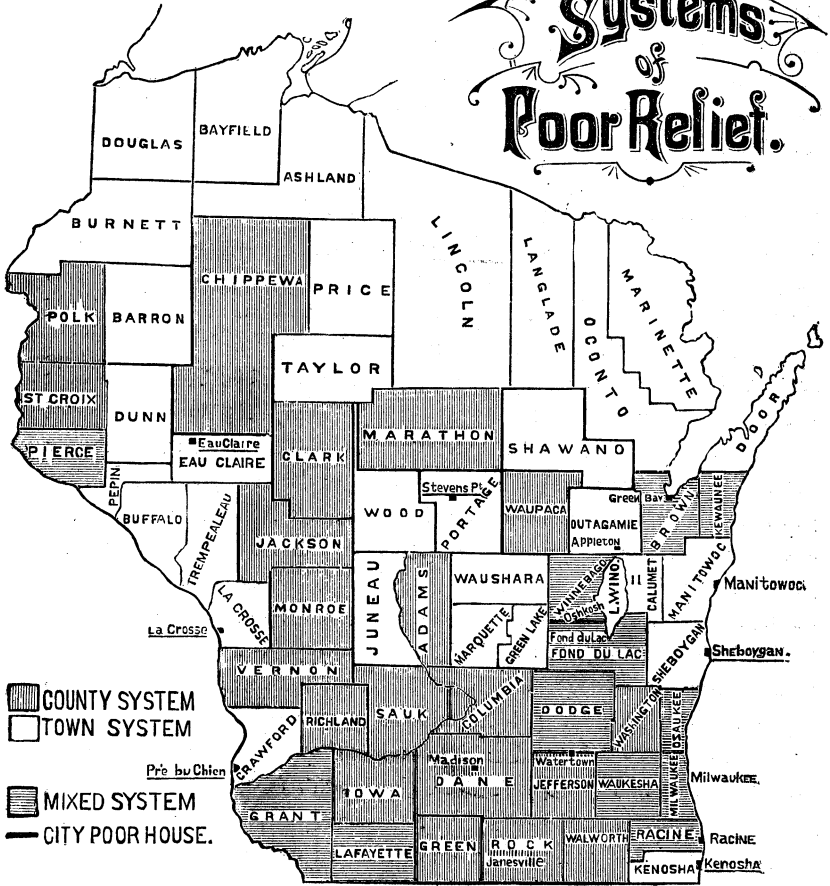 Systems
of
Poor Relief.
DOUGLAS
BAYFIELD
ASHLAND
BURNETT
CHIPPEWA
PRICE
LINCOLN
LANGLADE
OCONTO
MARINETTE
POLK
BARRON
TAYLOR
DOOR
ST CROIX
DUNN
MARATHON
SHAWANO
PIERCE
Eau Claire
EAU CLAIRE
CLARK
PEPIN
BUFFALO
TREMPEALEAU
Stevens Pt.
WOOD
PORTAGE
WAUPACA
Green Bay
BROWN
KEWAUNEE
OUTAGAMIE
Appleton
JACKSON
JUNEAU
ADAMS
WAUSHARA
WINNEBAGO
Oshkosh
L.WINO.
CALUMET
MANITOWOC
Manitowoc
LA CROSSE
La Crosse
MONROE
MARQUETTE
GREEN LAKE
Fond du Lac
FOND DU LAC
SHEBOYGAN
Sheboygan.
VERNON
COUNTY SYSTEM
TOWN SYSTEM
CRAWFORD
RICHLAND
SAUK
COLUMBIA
DODGE
WASHINGTON
OSAUKEE
Pr'e bu Chien
Madison
DANE
Watertown
JEFFERSON
WAUKESHA
MILWAUKEE
Milwaukee.
MIXED SYSTEM
CITY POOR HOUSE.
GRANT
IOWA
LAFAYETTE
GREEN
ROCK
Janesville
WALWORTH
RACINE
Racine
KENOSHA
Kenosha